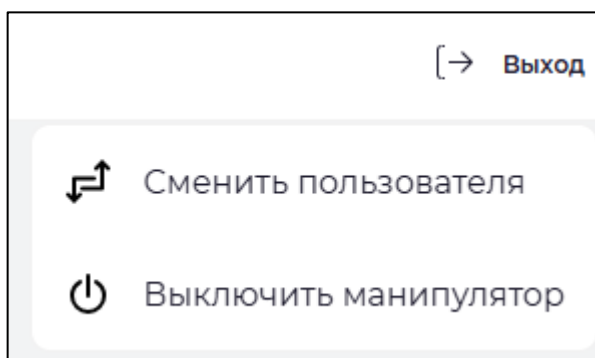 Выход
Сменить пользователя
Выключить манипулятор